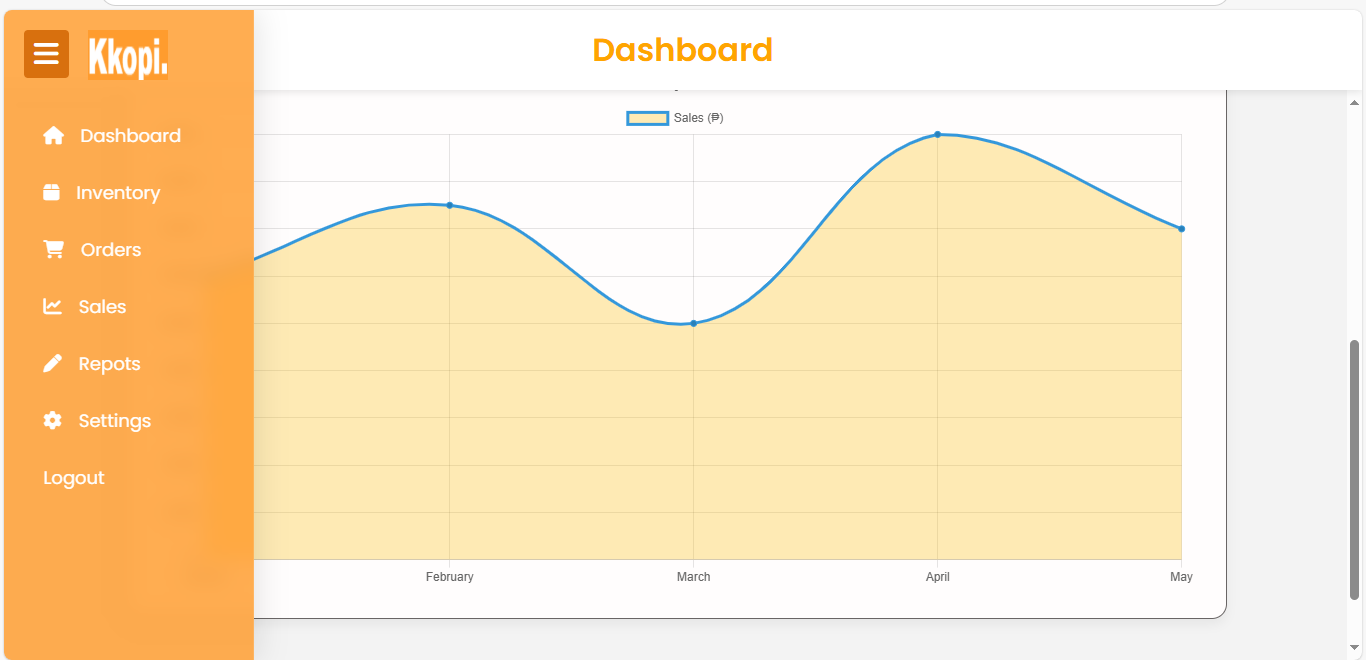 Kkopi.
Dashboard
Dashboard
Inventory
Orders
Sales
Repots
Settings
Logout
Sales (₱)
February
March
April
May